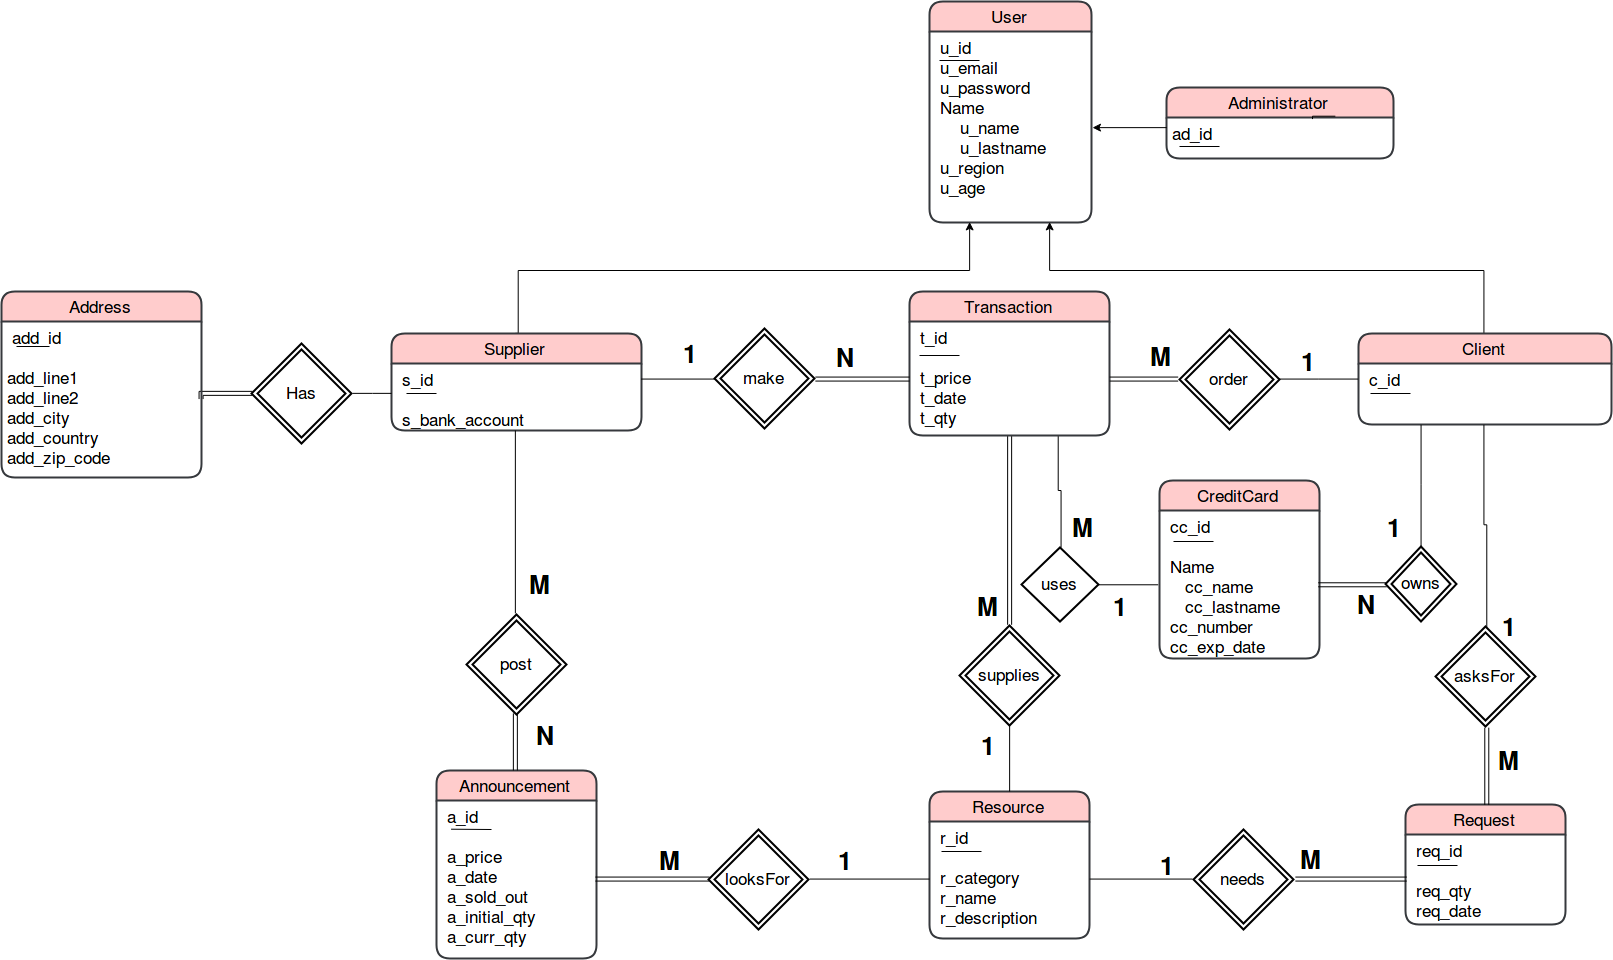 User
u_id
u_email
u_password
Name
u_name
u_lastname
u_region
u_age
Administrator
ad_id
Address
add_id
add_line1
add_line2
add_city
add_country
add_zip_code
Has
Supplier
s_id
s_bank_account
1
make
N
Transaction
t_id
t_price
t_date
t_qty
M
order
1
Client
c_id
CreditCard
cc_id
Name
cc_name
cc_lastname
cc_number
cc_exp_date
M
uses
1
1
owns
N
M
post
N
M
supplies
1
1
asksFor
M
Announcement
a_id
a_price
a_date
a_sold_out
a_initial_qty
a_curr_qty
M
looksFor
1
Resource
r_id
r_category
r_name
r_description
1
needs
M
Request
req_id
req_qty
req_date